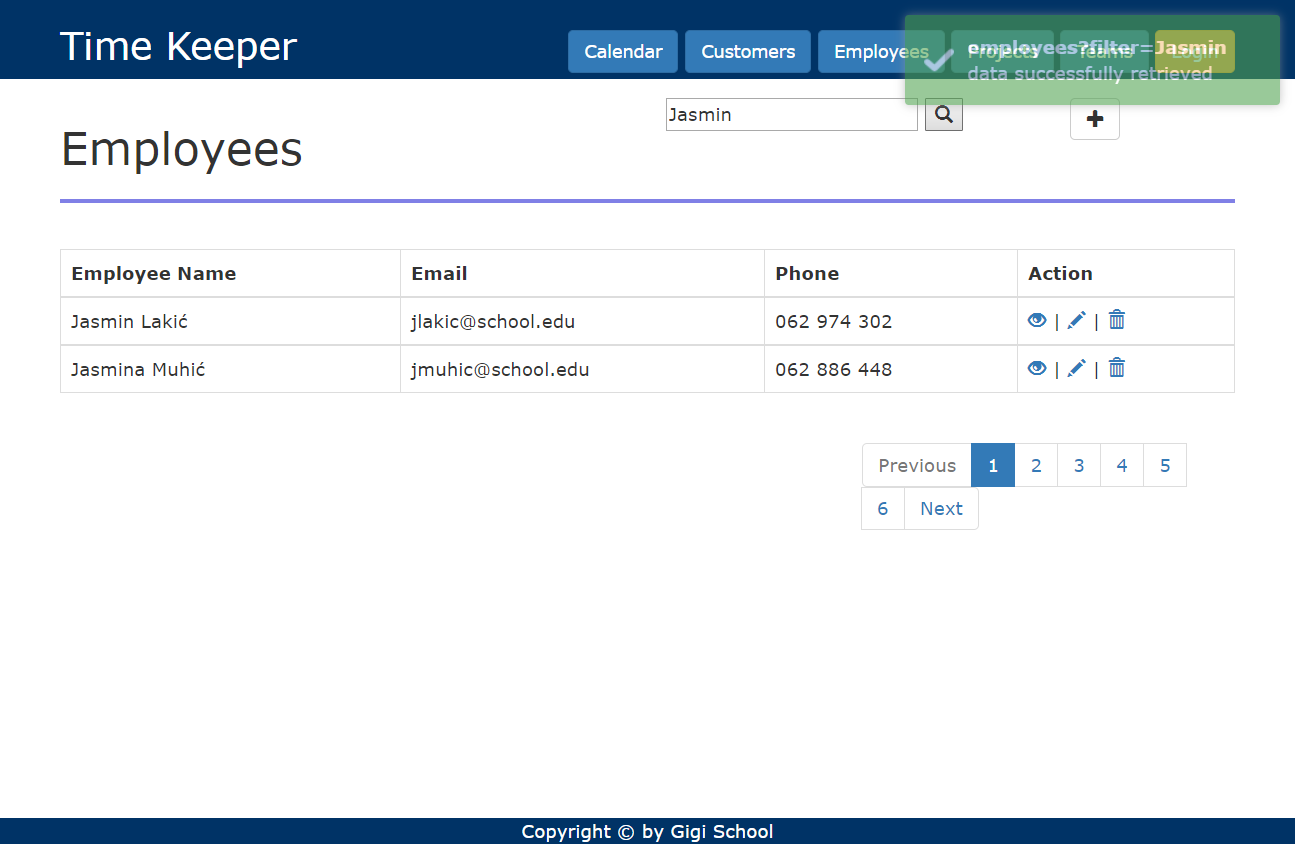 Time Keeper
Calendar Customers Employees Projects Teams Login
employees?filter=Jasmin
data successfully retrieved
Jasmin
Employees
Employee Name Email Phone Action
Jasmin Lakić jlakic@school.edu 062 974 302 | |
Jasmina Muhić jmuhic@school.edu 062 886 448 | |
Previous 1 2 3 4 5
6 Next
Copyright © by Gigi School